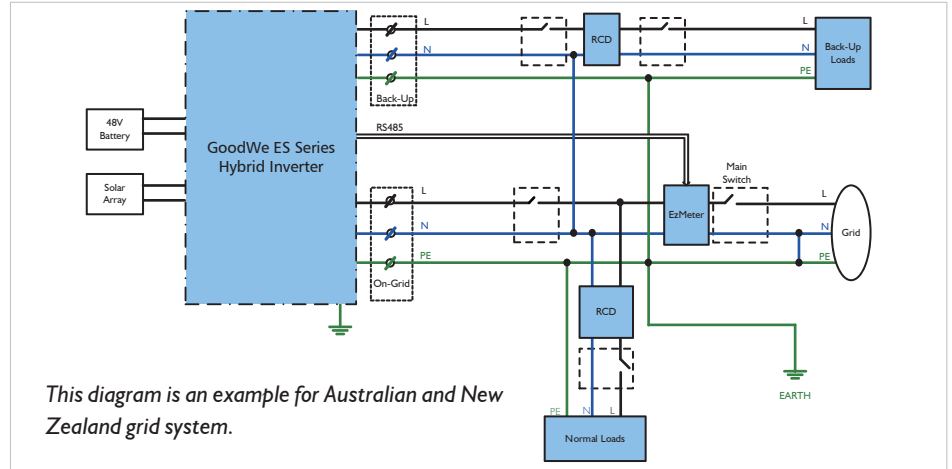 L
RCD
L
N
N
Back-Up
Loads
PE
Back-Up
48V
Battery
RS485
GoodWe ES Series
Hybrid Inverter
Solar
Array
Main
Switch
L
L
EzMeter
N
N
Grid
PE
PE
On-Grid
RCD
This diagram is an example for Australian and New
Zealand grid system.
EARTH
PE
N
L
Normal Loads